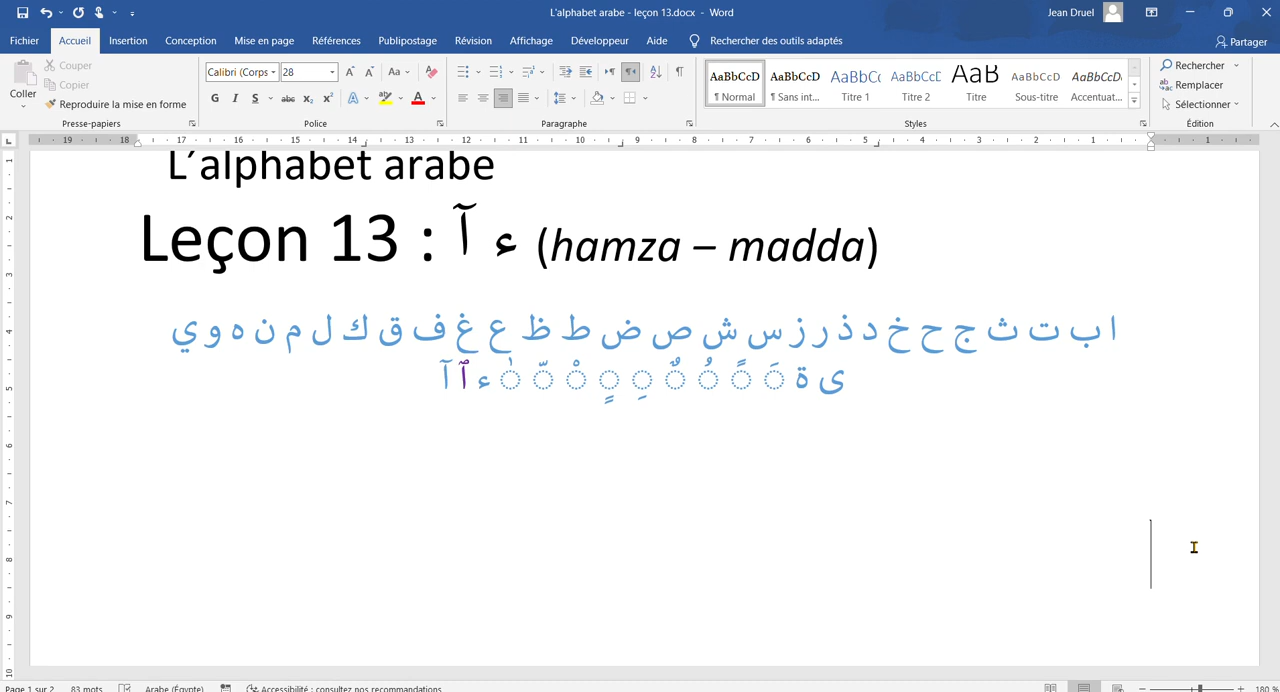 L'alphabet arabe - leçon 13.docx - Word
Jean Druel
Fichier Accueil Insertion Conception Mise en page Références Publipostage Révision Affichage Développeur Aide Rechercher des outils adaptés
Partager
Coller
Couper
Copier
Reproduire la mise en forme
Presse-papiers
Calibri (Corps 28
G I S abc x₂ x²
Police
Paragraphe
AaBbCcD AaBbCcD AaBbCc AaBbCcD AaB AaBbCcD AaBbCcD
¶ Normal ¶ Sans int... Titre 1 Titre 2 Titre Sous-titre Accentuat...
Styles
Rechercher
Remplacer
Sélectionner
Édition
19 18 17 16 15 14 13 12 11 10 9 8 7 6 5 4 3 2 1 1
L'alphabet arabe
Leçon 13 : ء آ (hamza – madda)
ا ب ت ث ج ح خ د ذ ر ز س ش ص ض ط ظ ع غ ف ق ك ل م ن ه و ي
ى ة ◌َ ◌ً ◌ُ ◌ٌ ◌ِ ◌ٍ ◌ْ ◌ّ ◌ٰ ء ٱ آ
Page 1 sur 2 83 mots Arabe (Égypte) Accessibilité : consultez nos recommandations 180 %